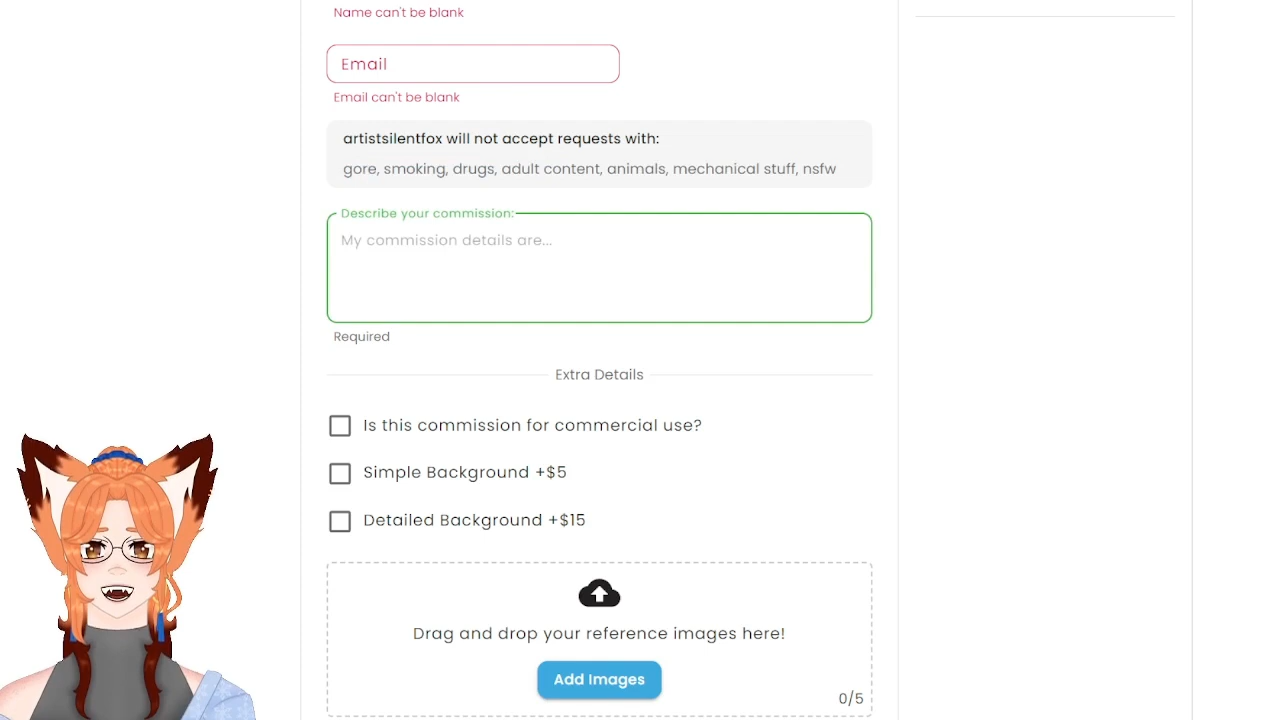 Name can't be blank
Email
Email can't be blank
artistsilentfox will not accept requests with:
gore, smoking, drugs, adult content, animals, mechanical stuff, nsfw
Describe your commission:
My commission details are...
Required
Extra Details
Is this commission for commercial use?
Simple Background +$5
Detailed Background +$15
Drag and drop your reference images here!
Add Images
0/5